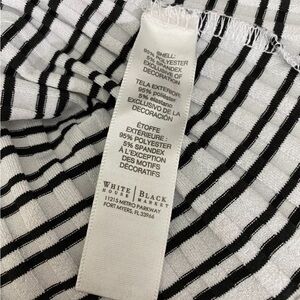 SHELL:
95% POLYESTER
5% SPANDEX
EXCLUSIVE OF
DECORATION
TELA EXTERIOR:
95% poliéster
5% elastano
EXCLUSIVO DE LA
DECORACIÓN
ÉTOFFE
EXTÉRIEURE :
95% POLYESTER
5% SPANDEX
À L'EXCEPTION
DES MOTIFS
DÉCORATIFS
WHITE | BLACK
HOUSE | MARKET
11215 METRO PARKWAY
FORT MYERS, FL 33966